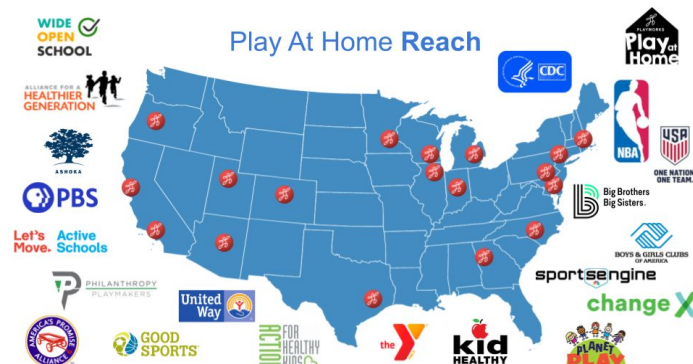 WIDE
OPEN
SCHOOL
Play At Home Reach
PLAYWORKS
Play at
Home
CDC
ALLIANCE FOR A
HEALTHIER
GENERATION
NBA
USA
ONE NATION.
ONE TEAM.
ASHOKA
PBS
Big Brothers
Big Sisters.
Let's Active
Move. Schools
BOYS & GIRLS CLUBS
OF AMERICA
sportsengine
PHILANTHROPY
PLAYMAKERS
United
Way
change X
AMERICA'S PROMISE
ALLIANCE
GOOD
SPORTS
ACTION
FOR
HEALTHY
KIDS
the Y
kid
HEALTHY
PLANET
PLAY